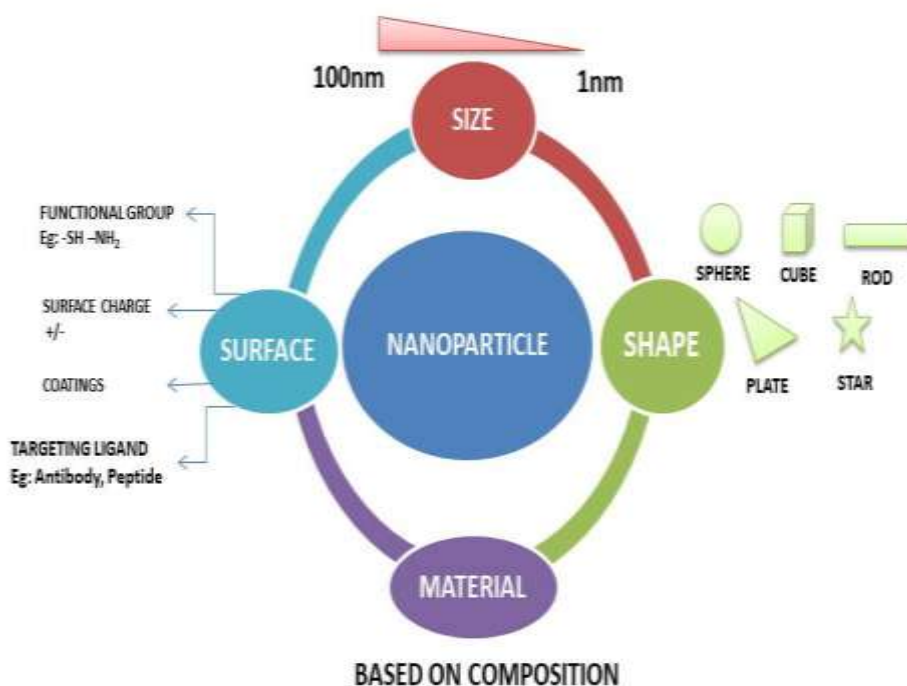 100nm
1nm
SIZE
FUNCTIONAL GROUP
Eg: -SH –NH₂
SURFACE CHARGE
+/-
COATINGS
TARGETING LIGAND
Eg: Antibody, Peptide
SURFACE
NANOPARTICLE
SHAPE
SPHERE
CUBE
ROD
PLATE
STAR
MATERIAL
BASED ON COMPOSITION